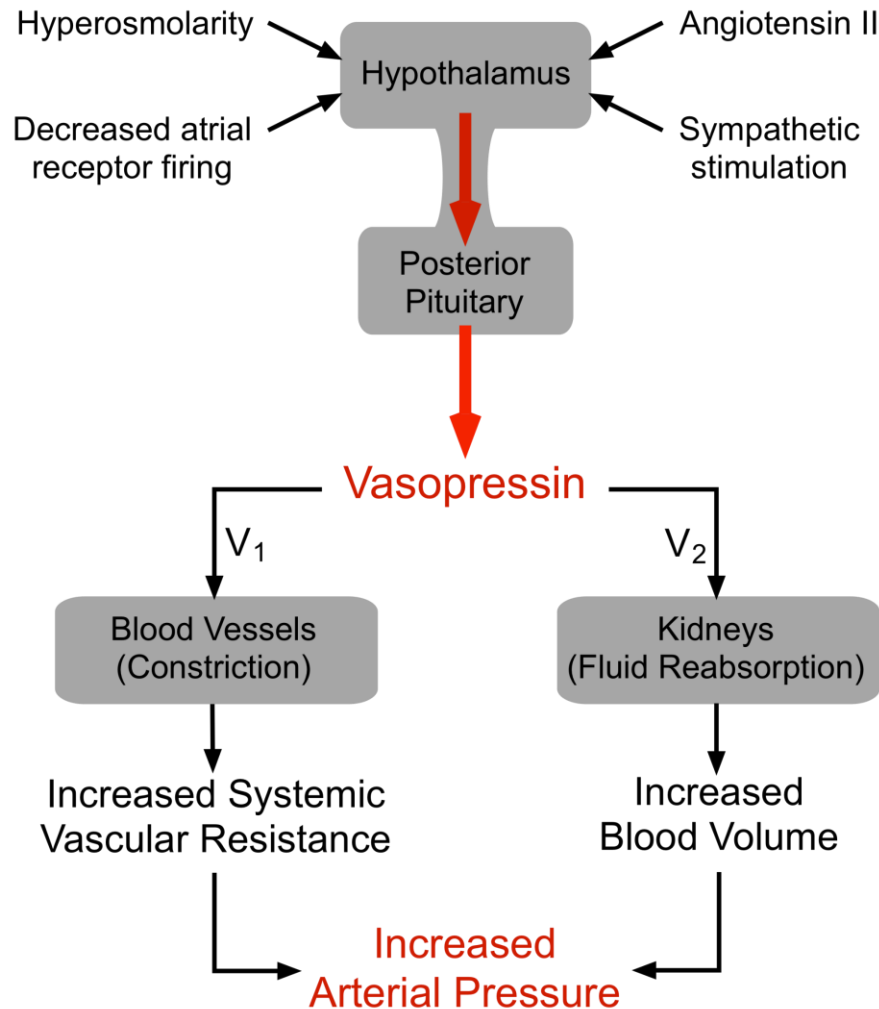 Hyperosmolarity
Angiotensin II
Hypothalamus
Decreased atrial
receptor firing
Sympathetic
stimulation
Posterior
Pituitary
Vasopressin
V₁
V₂
Blood Vessels
(Constriction)
Kidneys
(Fluid Reabsorption)
Increased Systemic
Vascular Resistance
Increased
Blood Volume
Increased
Arterial Pressure